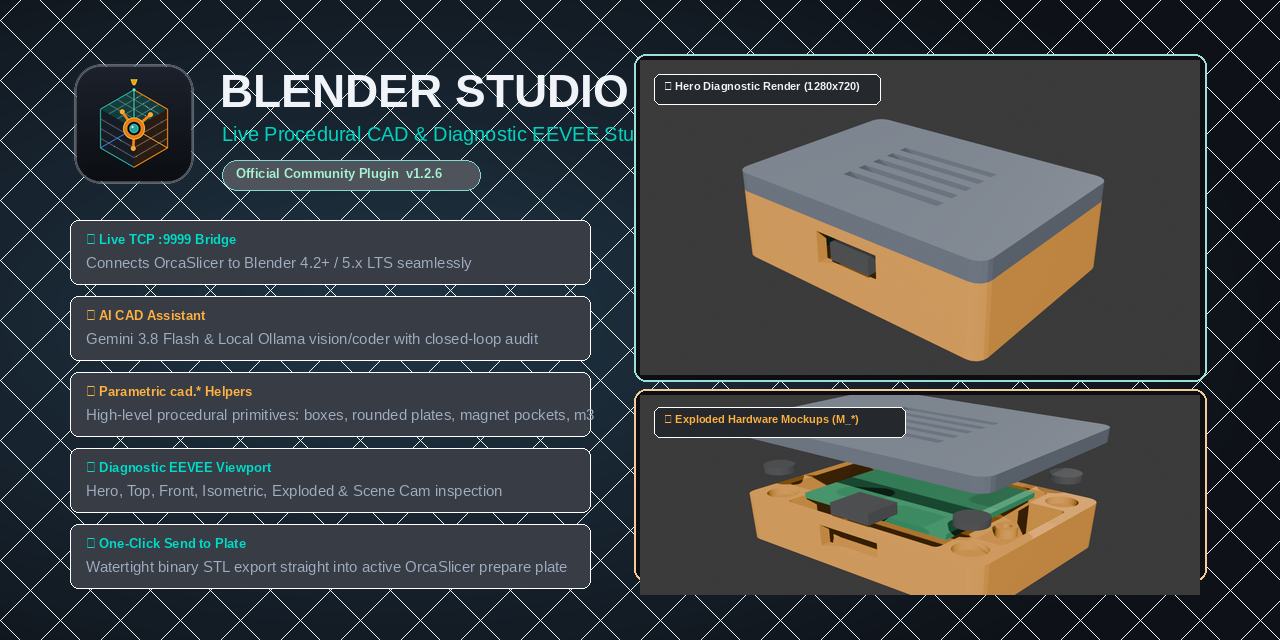 BLENDER STUDIO
Live Procedural CAD & Diagnostic EEVEE Stu
Official Community Plugin v1.2.6
Live TCP :9999 Bridge
Connects OrcaSlicer to Blender 4.2+ / 5.x LTS seamlessly
AI CAD Assistant
Gemini 3.8 Flash & Local Ollama vision/coder with closed-loop audit
Parametric cad.* Helpers
High-level procedural primitives: boxes, rounded plates, magnet pockets, m3
Diagnostic EEVEE Viewport
Hero, Top, Front, Isometric, Exploded & Scene Cam inspection
One-Click Send to Plate
Watertight binary STL export straight into active OrcaSlicer prepare plate
Hero Diagnostic Render (1280x720)
Exploded Hardware Mockups (M_*)